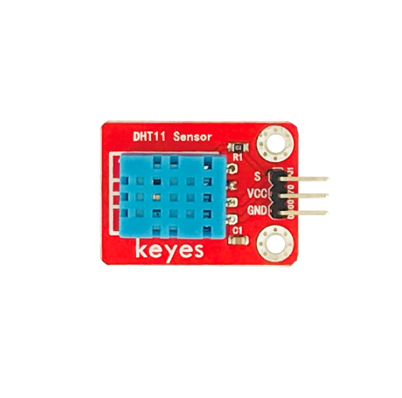 DHT11 Sensor
R1
S
VCC
GND
C1
keyes